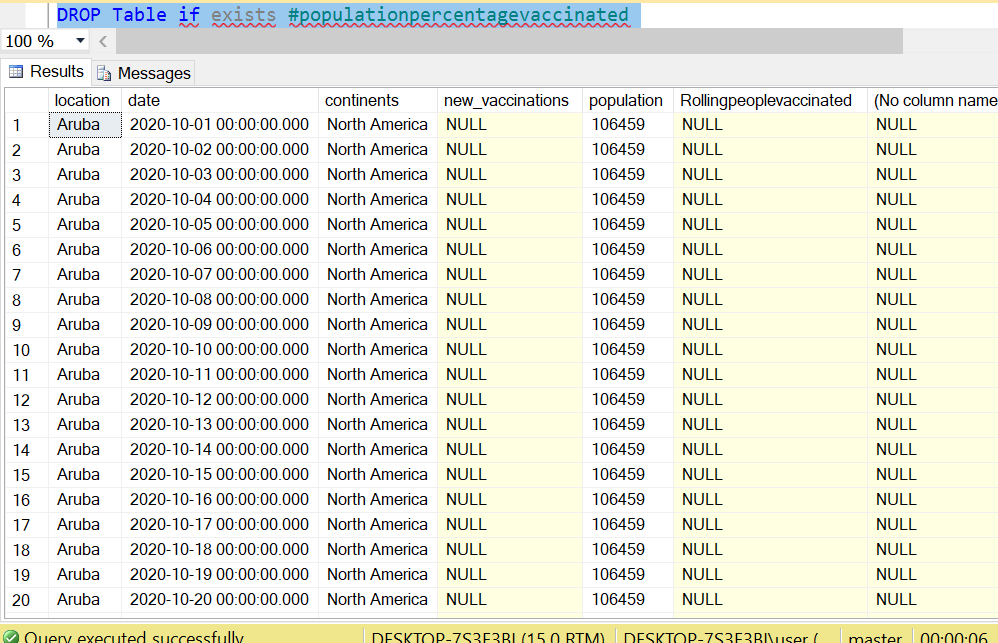 DROP Table if exists #populationpercentagevaccinated
100 %
Results Messages
location date continents new_vaccinations population Rollingpeoplevaccinated (No column name
1 Aruba 2020-10-01 00:00:00.000 North America NULL 106459 NULL NULL
2 Aruba 2020-10-02 00:00:00.000 North America NULL 106459 NULL NULL
3 Aruba 2020-10-03 00:00:00.000 North America NULL 106459 NULL NULL
4 Aruba 2020-10-04 00:00:00.000 North America NULL 106459 NULL NULL
5 Aruba 2020-10-05 00:00:00.000 North America NULL 106459 NULL NULL
6 Aruba 2020-10-06 00:00:00.000 North America NULL 106459 NULL NULL
7 Aruba 2020-10-07 00:00:00.000 North America NULL 106459 NULL NULL
8 Aruba 2020-10-08 00:00:00.000 North America NULL 106459 NULL NULL
9 Aruba 2020-10-09 00:00:00.000 North America NULL 106459 NULL NULL
10 Aruba 2020-10-10 00:00:00.000 North America NULL 106459 NULL NULL
11 Aruba 2020-10-11 00:00:00.000 North America NULL 106459 NULL NULL
12 Aruba 2020-10-12 00:00:00.000 North America NULL 106459 NULL NULL
13 Aruba 2020-10-13 00:00:00.000 North America NULL 106459 NULL NULL
14 Aruba 2020-10-14 00:00:00.000 North America NULL 106459 NULL NULL
15 Aruba 2020-10-15 00:00:00.000 North America NULL 106459 NULL NULL
16 Aruba 2020-10-16 00:00:00.000 North America NULL 106459 NULL NULL
17 Aruba 2020-10-17 00:00:00.000 North America NULL 106459 NULL NULL
18 Aruba 2020-10-18 00:00:00.000 North America NULL 106459 NULL NULL
19 Aruba 2020-10-19 00:00:00.000 North America NULL 106459 NULL NULL
20 Aruba 2020-10-20 00:00:00.000 North America NULL 106459 NULL NULL
Query executed successfully. (15.0 RTM) master 00:00:06